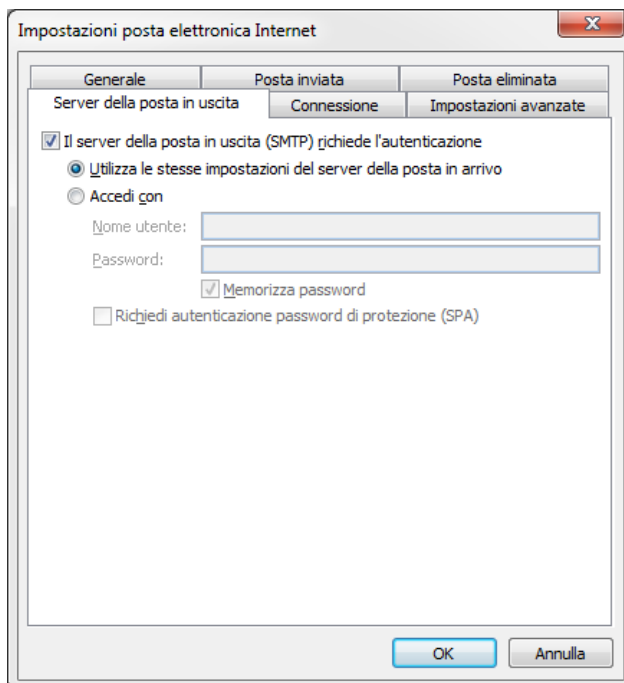 Impostazioni posta elettronica Internet
Generale Posta inviata Posta eliminata
Server della posta in uscita Connessione Impostazioni avanzate
Il server della posta in uscita (SMTP) richiede l'autenticazione
Utilizza le stesse impostazioni del server della posta in arrivo
Accedi con
Nome utente:
Password:
Memorizza password
Richiedi autenticazione password di protezione (SPA)
OK Annulla